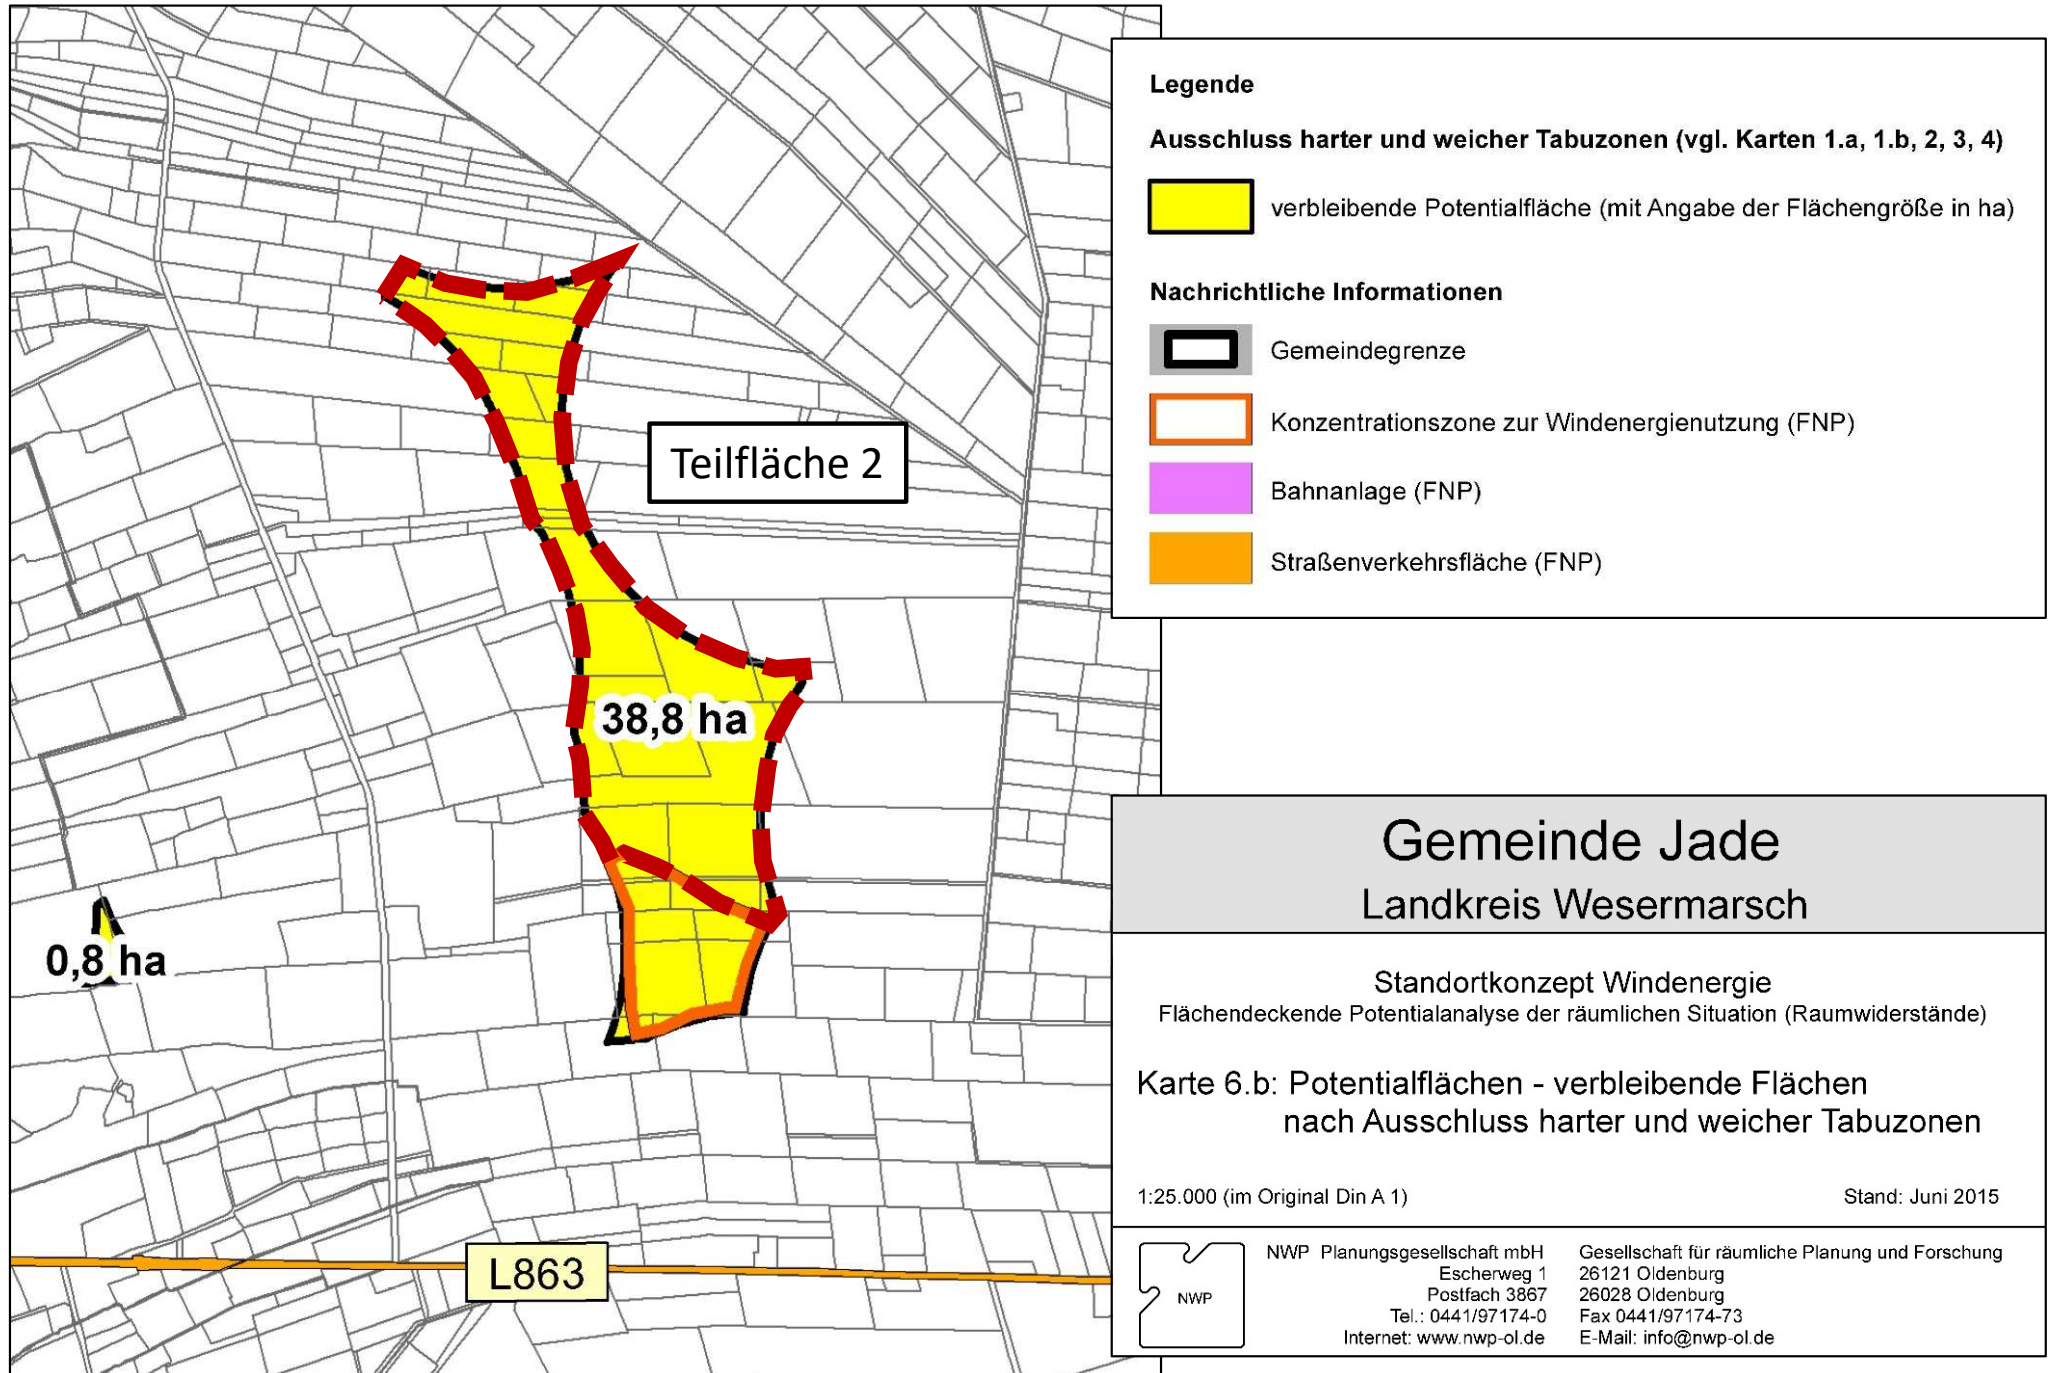 Teilfläche 2
38,8 ha
0,8 ha
L863
Legende
Ausschluss harter und weicher Tabuzonen (vgl. Karten 1.a, 1.b, 2, 3, 4)
verbleibende Potentialfläche (mit Angabe der Flächengröße in ha)
Nachrichtliche Informationen
Gemeindegrenze
Konzentrationszone zur Windenergienutzung (FNP)
Bahnanlage (FNP)
Straßenverkehrsfläche (FNP)
Gemeinde Jade
Landkreis Wesermarsch
Standortkonzept Windenergie
Flächendeckende Potentialanalyse der räumlichen Situation (Raumwiderstände)
Karte 6.b: Potentialflächen - verbleibende Flächen
nach Ausschluss harter und weicher Tabuzonen
1:25.000 (im Original Din A 1) Stand: Juni 2015
NWP
NWP Planungsgesellschaft mbH Gesellschaft für räumliche Planung und Forschung
Escherweg 1 26121 Oldenburg
Postfach 3867 26028 Oldenburg
Tel.: 0441/97174-0 Fax 0441/97174-73
Internet: www.nwp-ol.de E-Mail: info@nwp-ol.de